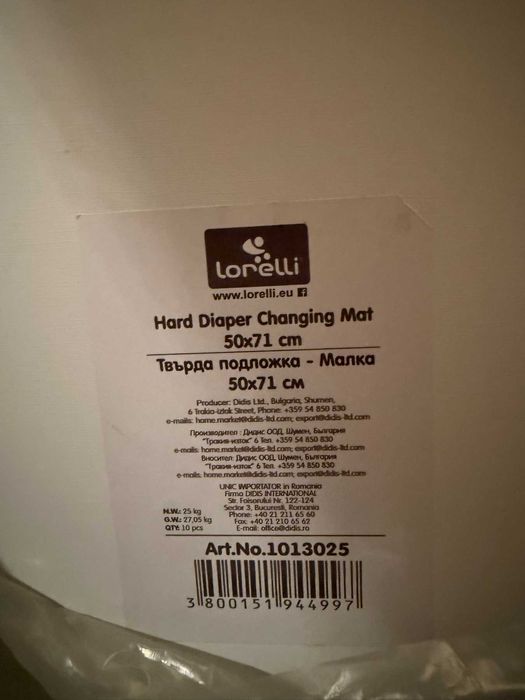 lorelli
www.lorelli.eu
Hard Diaper Changing Mat
50x71 cm
Твърда подложка - Малка
50x71 см
Producer: Didis Ltd., Bulgaria, Shumen,
6 Trakia-iztok Street, Phone: +359 54 850 830
e-mails: home.market@didis-ltd.com; export@didis-ltd.com
Производител : Дидис ООД, Шумен, България
"Тракия-изток" 6 Тел. +359 54 850 830
e-mails: home.market@didis-ltd.com; export@didis-ltd.com
Вносител: Дидис ООД, Шумен, България
"Тракия-изток" 6 Тел. +359 54 850 830
e-mails: home.market@didis-ltd.com; export@didis-ltd.com
UNIC IMPORTATOR in Romania
Firma DIDIS INTERNATIONAL
Str. Foisorului Nr. 122-124
Sector 3, Bucuresti, Romania
Phone: +40 21 211 65 60
Fax: +40 21 210 65 62
E-mail: office@didis.ro
N.W.: 25 kg
G.W.: 27,05 kg
QTY: 10 pcs
Art.No.1013025
3 800151 944997